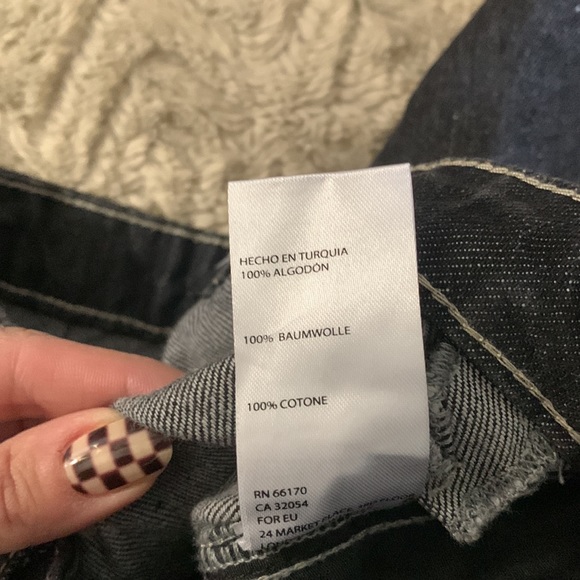 HECHO EN TURQUIA
100% ALGODÓN
100% BAUMWOLLE
100% COTONE
RN 66170
CA 32054
FOR EU
24 MARKET PLACE